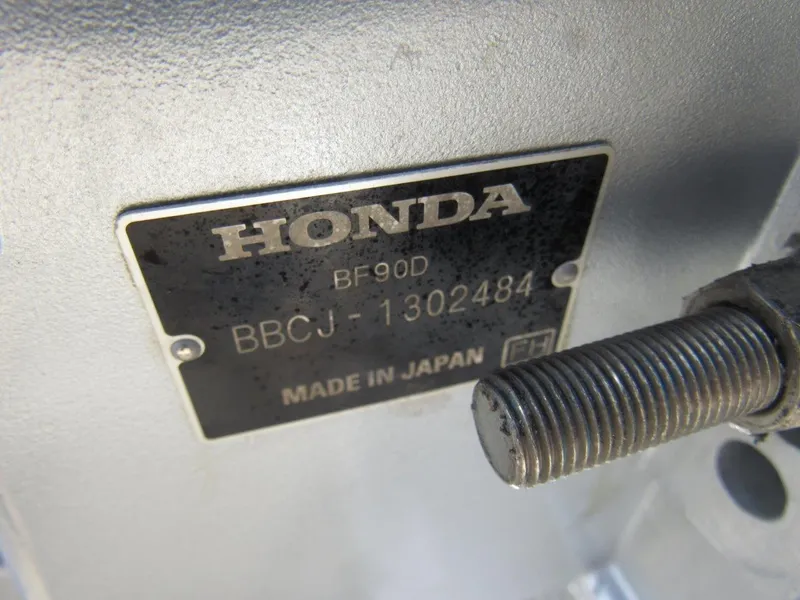 HONDA
BF90D
BBCJ-1302484
MADE IN JAPAN FH